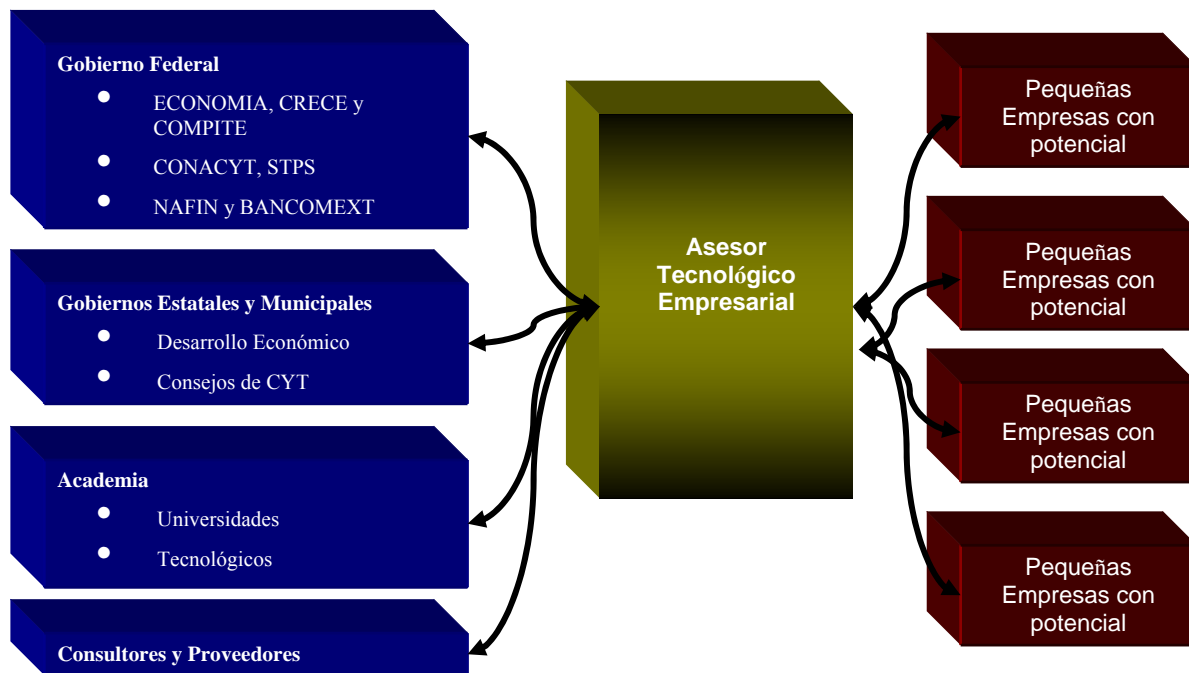 Gobierno Federal
ECONOMIA, CRECE y
COMPITE
CONACYT, STPS
NAFIN y BANCOMEXT
Gobiernos Estatales y Municipales
Desarrollo Económico
Consejos de CYT
Academia
Universidades
Tecnológicos
Consultores y Proveedores
Asesor
Tecnológico
Empresarial
Pequeñas
Empresas con
potencial
Pequeñas
Empresas con
potencial
Pequeñas
Empresas con
potencial
Pequeñas
Empresas con
potencial